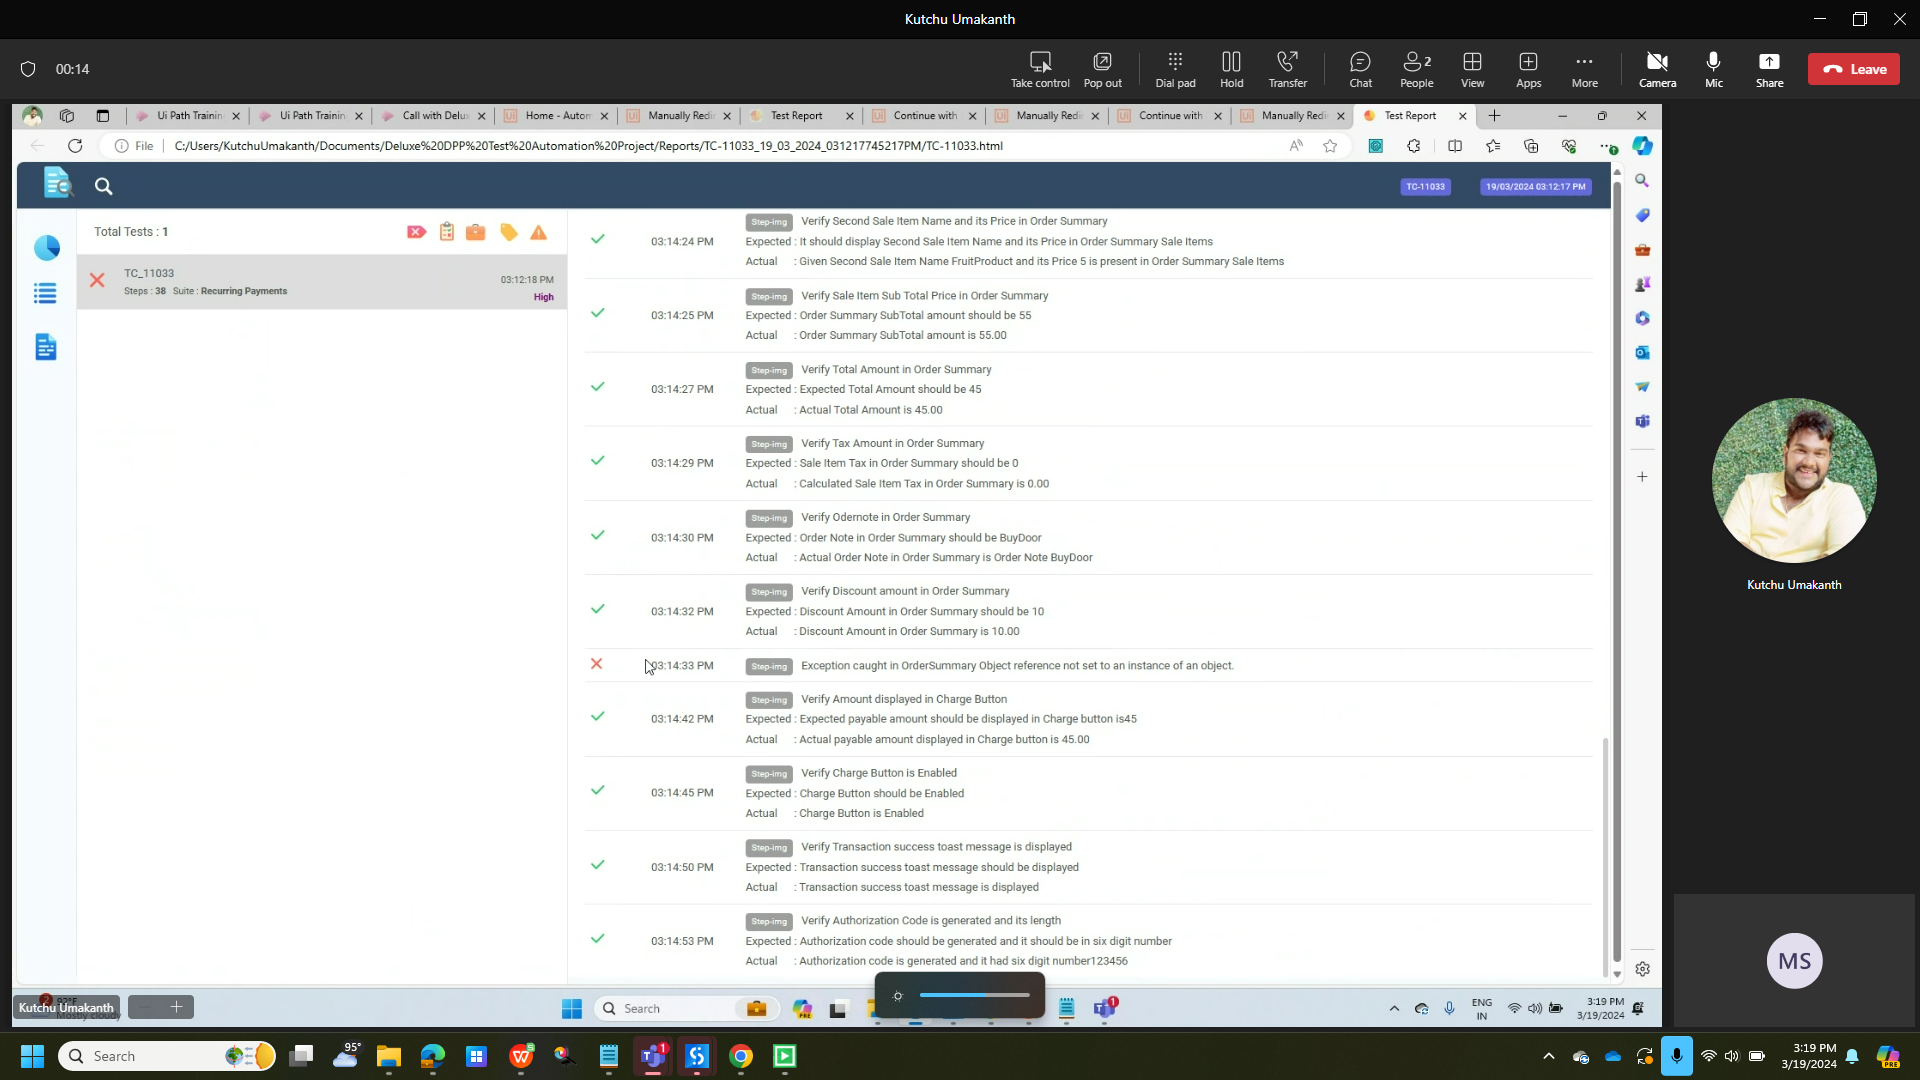 Kutchu Umakanth
00:14
Take control
Pop out
Dial pad
Hold
Transfer
Chat
2
People
View
Apps
More
Camera
Mic
Share
Leave
Ui Path Trainin
Ui Path Trainin
Call with Delu
Home - Autom
Manually Redi
Test Report
Continue with
Manually Redi
Continue with
Manually Redi
Test Report
File
C:/Users/KutchuUmakanth/Documents/Deluxe%20DPP%20Test%20Automation%20Project/Reports/TC-11033_19_03_2024_031217745217PM/TC-11033.html
TC-11033
19/03/2024 03:12:17 PM
Total Tests : 1
TC_11033
Steps : 38 Suite : Recurring Payments
03:12:18 PM
High
Step-img Verify Second Sale Item Name and its Price in Order Summary
03:14:24 PM
Expected : It should display Second Sale Item Name and its Price in Order Summary Sale Items
Actual : Given Second Sale Item Name FruitProduct and its Price 5 is present in Order Summary Sale Items
Step-img Verify Sale Item Sub Total Price in Order Summary
03:14:25 PM
Expected : Order Summary SubTotal amount should be 55
Actual : Order Summary SubTotal amount is 55.00
Step-img Verify Total Amount in Order Summary
03:14:27 PM
Expected : Expected Total Amount should be 45
Actual : Actual Total Amount is 45.00
Step-img Verify Tax Amount in Order Summary
03:14:29 PM
Expected : Sale Item Tax in Order Summary should be 0
Actual : Calculated Sale Item Tax in Order Summary is 0.00
Step-img Verify Odernote in Order Summary
03:14:30 PM
Expected : Order Note in Order Summary should be BuyDoor
Actual : Actual Order Note in Order Summary is Order Note BuyDoor
Step-img Verify Discount amount in Order Summary
03:14:32 PM
Expected : Discount Amount in Order Summary should be 10
Actual : Discount Amount in Order Summary is 10.00
03:14:33 PM
Step-img Exception caught in OrderSummary Object reference not set to an instance of an object.
Step-img Verify Amount displayed in Charge Button
03:14:42 PM
Expected : Expected payable amount should be displayed in Charge button is45
Actual : Actual payable amount displayed in Charge button is 45.00
Step-img Verify Charge Button is Enabled
03:14:45 PM
Expected : Charge Button should be Enabled
Actual : Charge Button is Enabled
Step-img Verify Transaction success toast message is displayed
03:14:50 PM
Expected : Transaction success toast message should be displayed
Actual : Transaction success toast message is displayed
Step-img Verify Authorization Code is generated and its length
03:14:53 PM
Expected : Authorization code should be generated and it should be in six digit number
Actual : Authorization code is generated and it had six digit number123456
Kutchu Umakanth
MS
Kutchu Umakanth
Search
PRE
1
ENG
IN
3:19 PM
3/19/2024
Search
95°
1
3:19 PM
3/19/2024
PRE